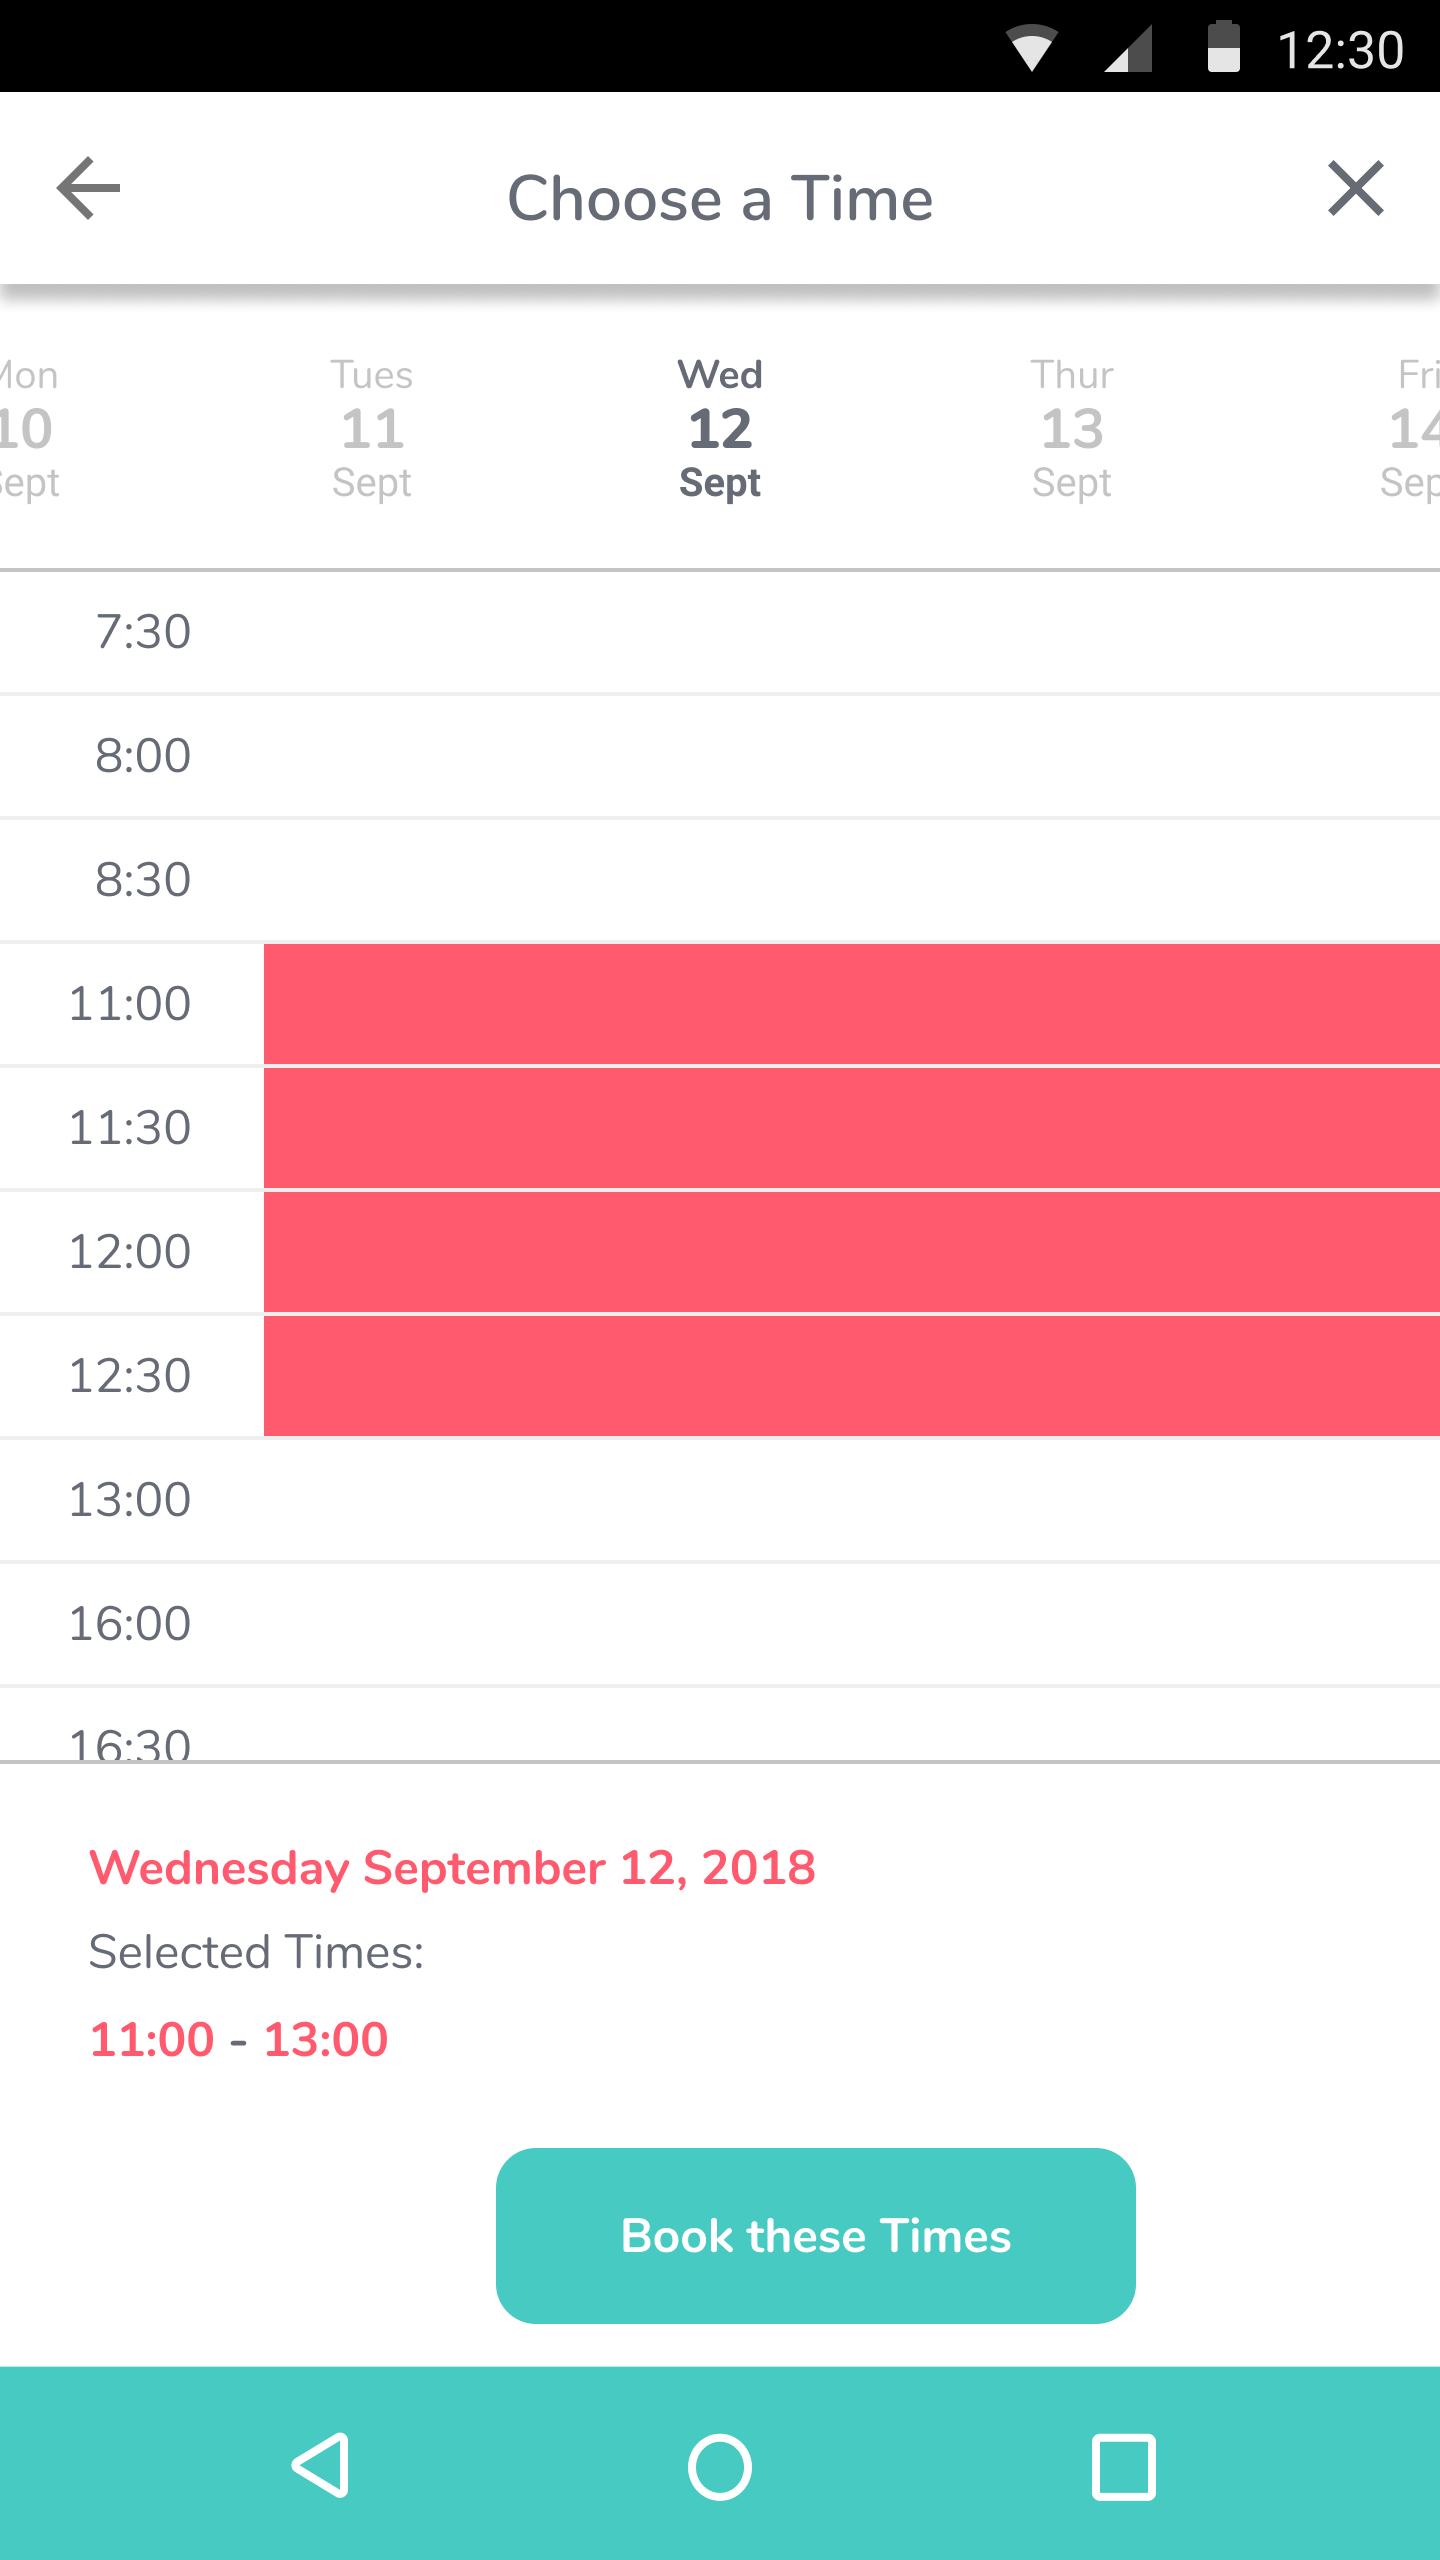 12:30
Choose a Time
Mon Tues Wed Thur Fri
10 11 12 13 14
Sept Sept Sept Sept Sep
7:30
8:00
8:30
11:00
11:30
12:00
12:30
13:00
16:00
16:30
Wednesday September 12, 2018
Selected Times:
11:00 - 13:00
Book these Times